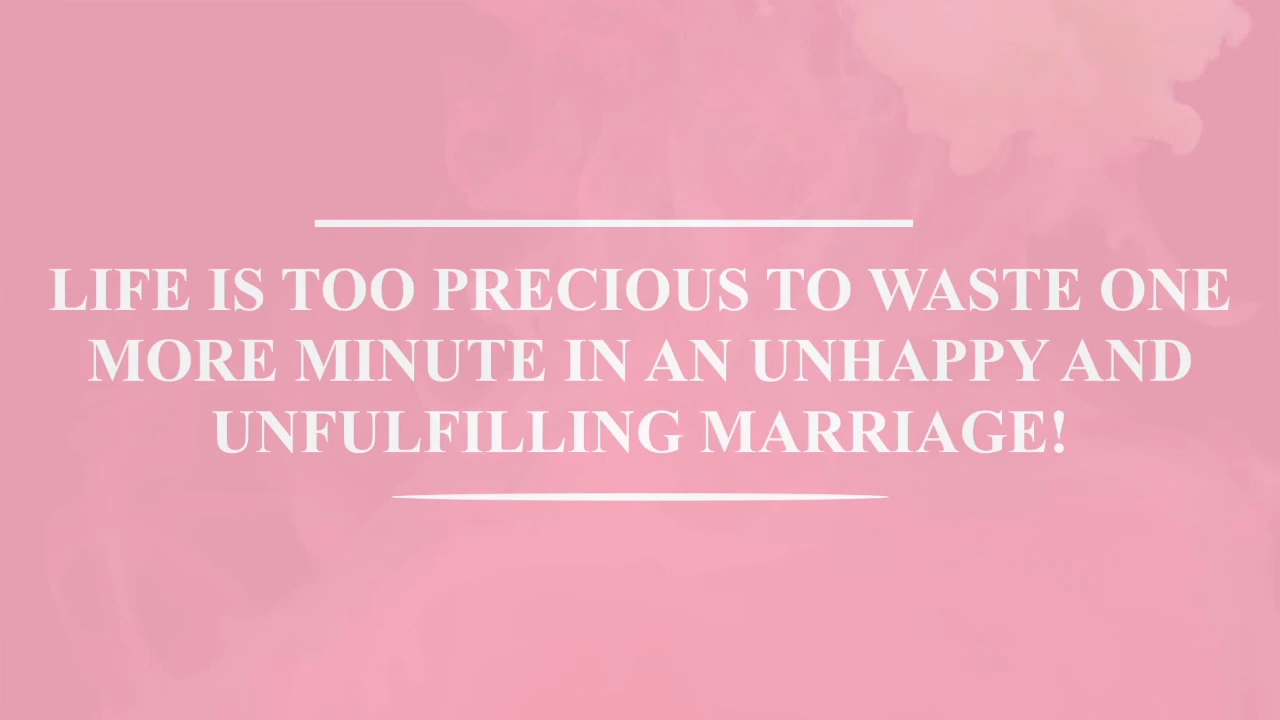 LIFE IS TOO PRECIOUS TO WASTE ONE
MORE MINUTE IN AN UNHAPPY AND
UNFULFILLING MARRIAGE!